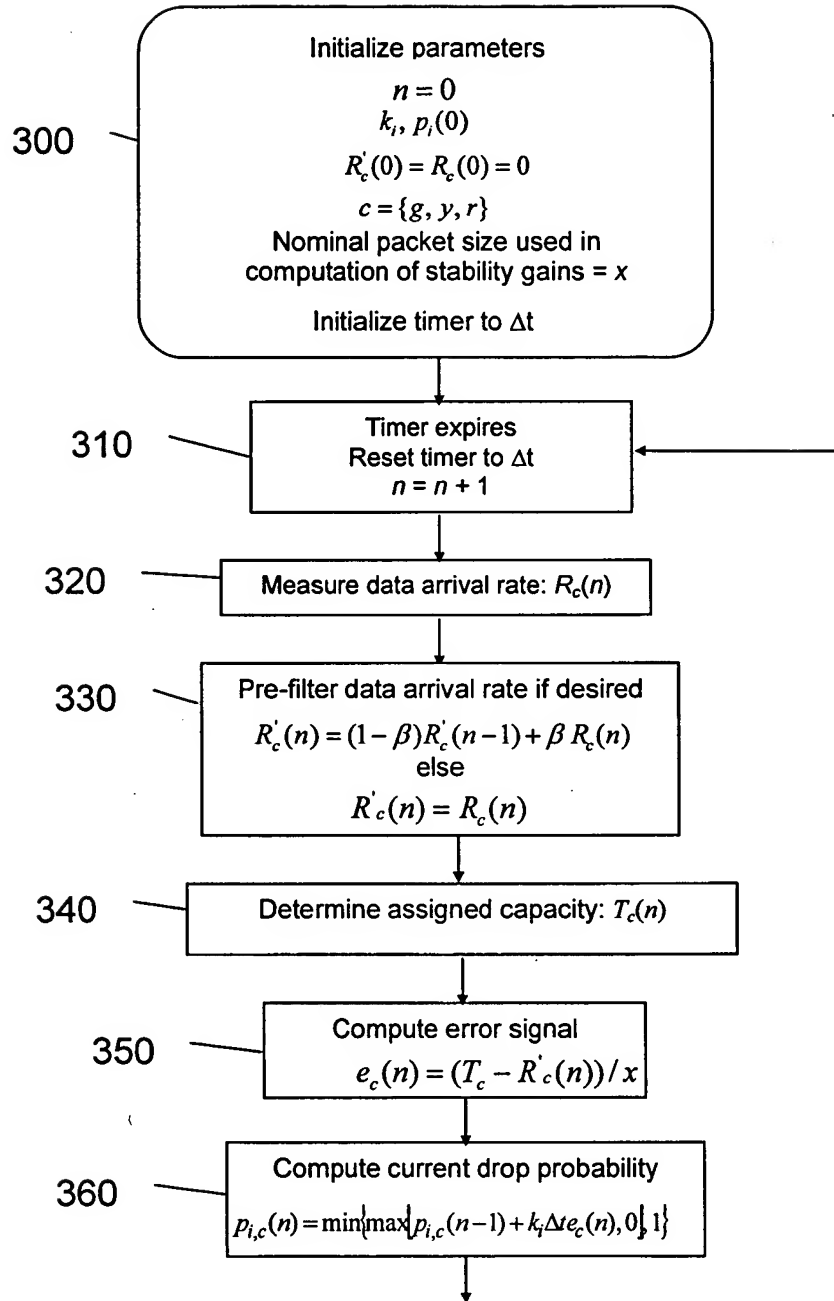 300
Initialize parameters
n = 0
k_i, p_i(0)
R'_c(0) = R_c(0) = 0
c = {g, y, r}
Nominal packet size used in
computation of stability gains = x
Initialize timer to Δt
310
Timer expires
Reset timer to Δt
n = n + 1
320
Measure data arrival rate: R_c(n)
330
Pre-filter data arrival rate if desired
R'_c(n) = (1 − β)R'_c(n−1) + β R_c(n)
else
R'_c(n) = R_c(n)
340
Determine assigned capacity: T_c(n)
350
Compute error signal
e_c(n) = (T_c − R'_c(n)) / x
360
Compute current drop probability
p_{i,c}(n) = min{max[p_{i,c}(n−1) + k_iΔte_c(n), 0], 1}